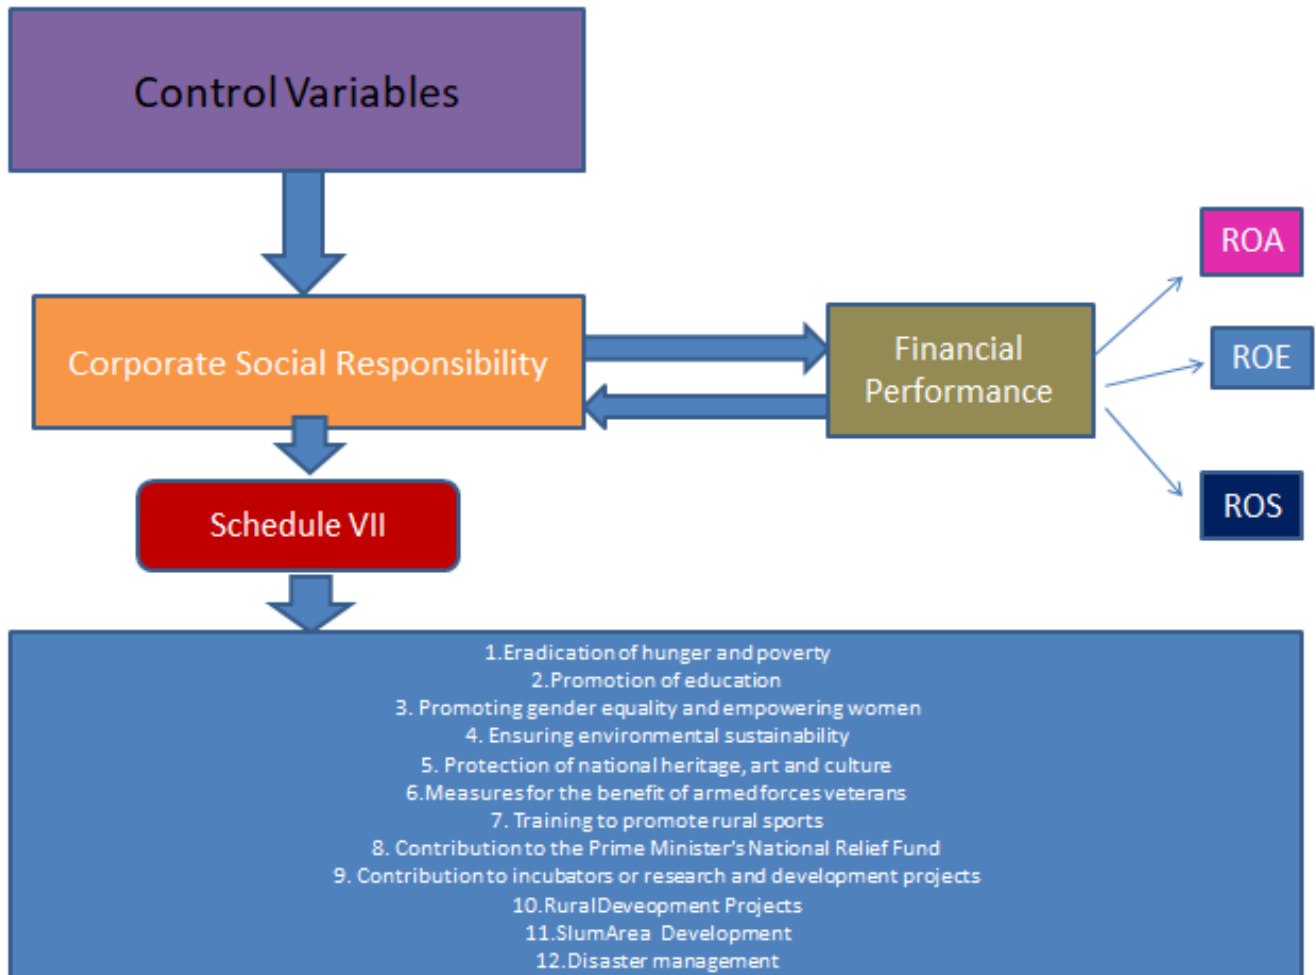 Control Variables
Corporate Social Responsibility
Financial
Performance
ROA
ROE
ROS
Schedule VII
1.Eradication of hunger and poverty
2.Promotion of education
3. Promoting gender equality and empowering women
4. Ensuring environmental sustainability
5. Protection of national heritage, art and culture
6.Measures for the benefit of armed forces veterans
7. Training to promote rural sports
8. Contribution to the Prime Minister's National Relief Fund
9. Contribution to incubators or research and development projects
10.Rural Deveopment Projects
11.Slum Area Development
12.Disaster management